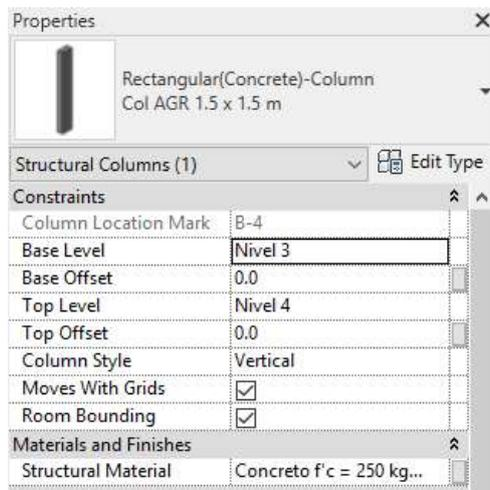 Properties
Rectangular(Concrete)-Column
Col AGR 1.5 x 1.5 m
Structural Columns (1) Edit Type
Constraints
Column Location Mark B-4
Base Level Nivel 3
Base Offset 0.0
Top Level Nivel 4
Top Offset 0.0
Column Style Vertical
Moves With Grids
Room Bounding
Materials and Finishes
Structural Material Concreto f'c = 250 kg...